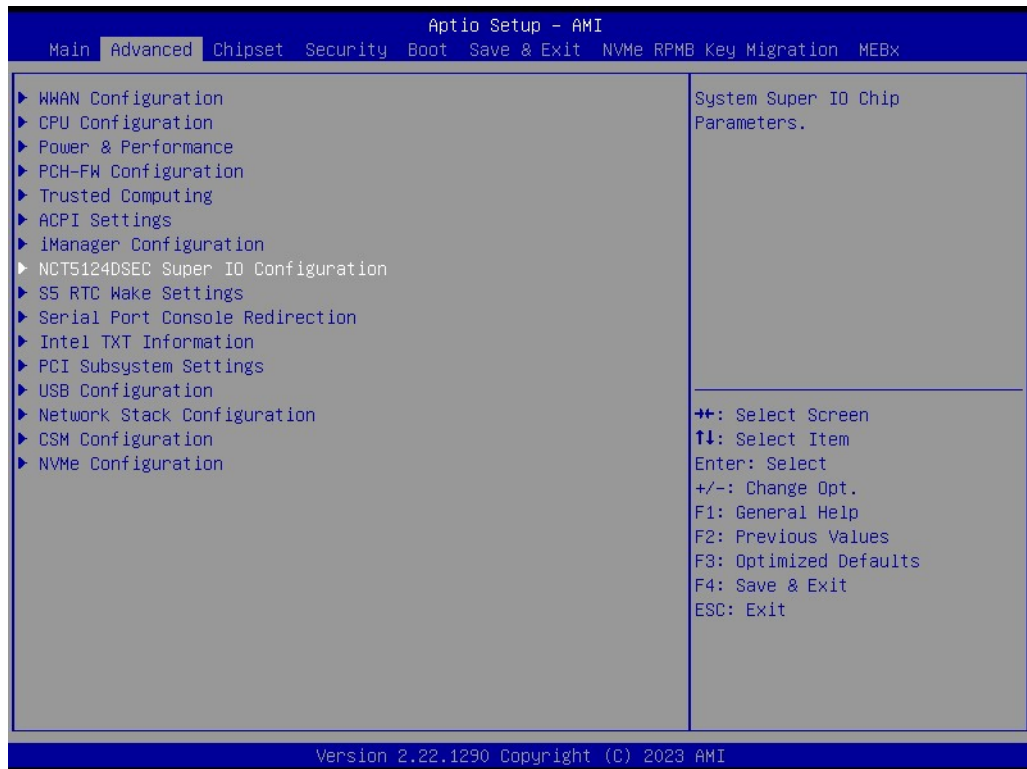 Aptio Setup – AMI
Main Advanced Chipset Security Boot Save & Exit NVMe RPMB Key Migration MEBx
▶ WWAN Configuration
▶ CPU Configuration
▶ Power & Performance
▶ PCH-FW Configuration
▶ Trusted Computing
▶ ACPI Settings
▶ iManager Configuration
▶ NCT5124DSEC Super IO Configuration
▶ S5 RTC Wake Settings
▶ Serial Port Console Redirection
▶ Intel TXT Information
▶ PCI Subsystem Settings
▶ USB Configuration
▶ Network Stack Configuration
▶ CSM Configuration
▶ NVMe Configuration
System Super IO Chip
Parameters.
→←: Select Screen
↑↓: Select Item
Enter: Select
+/-: Change Opt.
F1: General Help
F2: Previous Values
F3: Optimized Defaults
F4: Save & Exit
ESC: Exit
Version 2.22.1290 Copyright (C) 2023 AMI